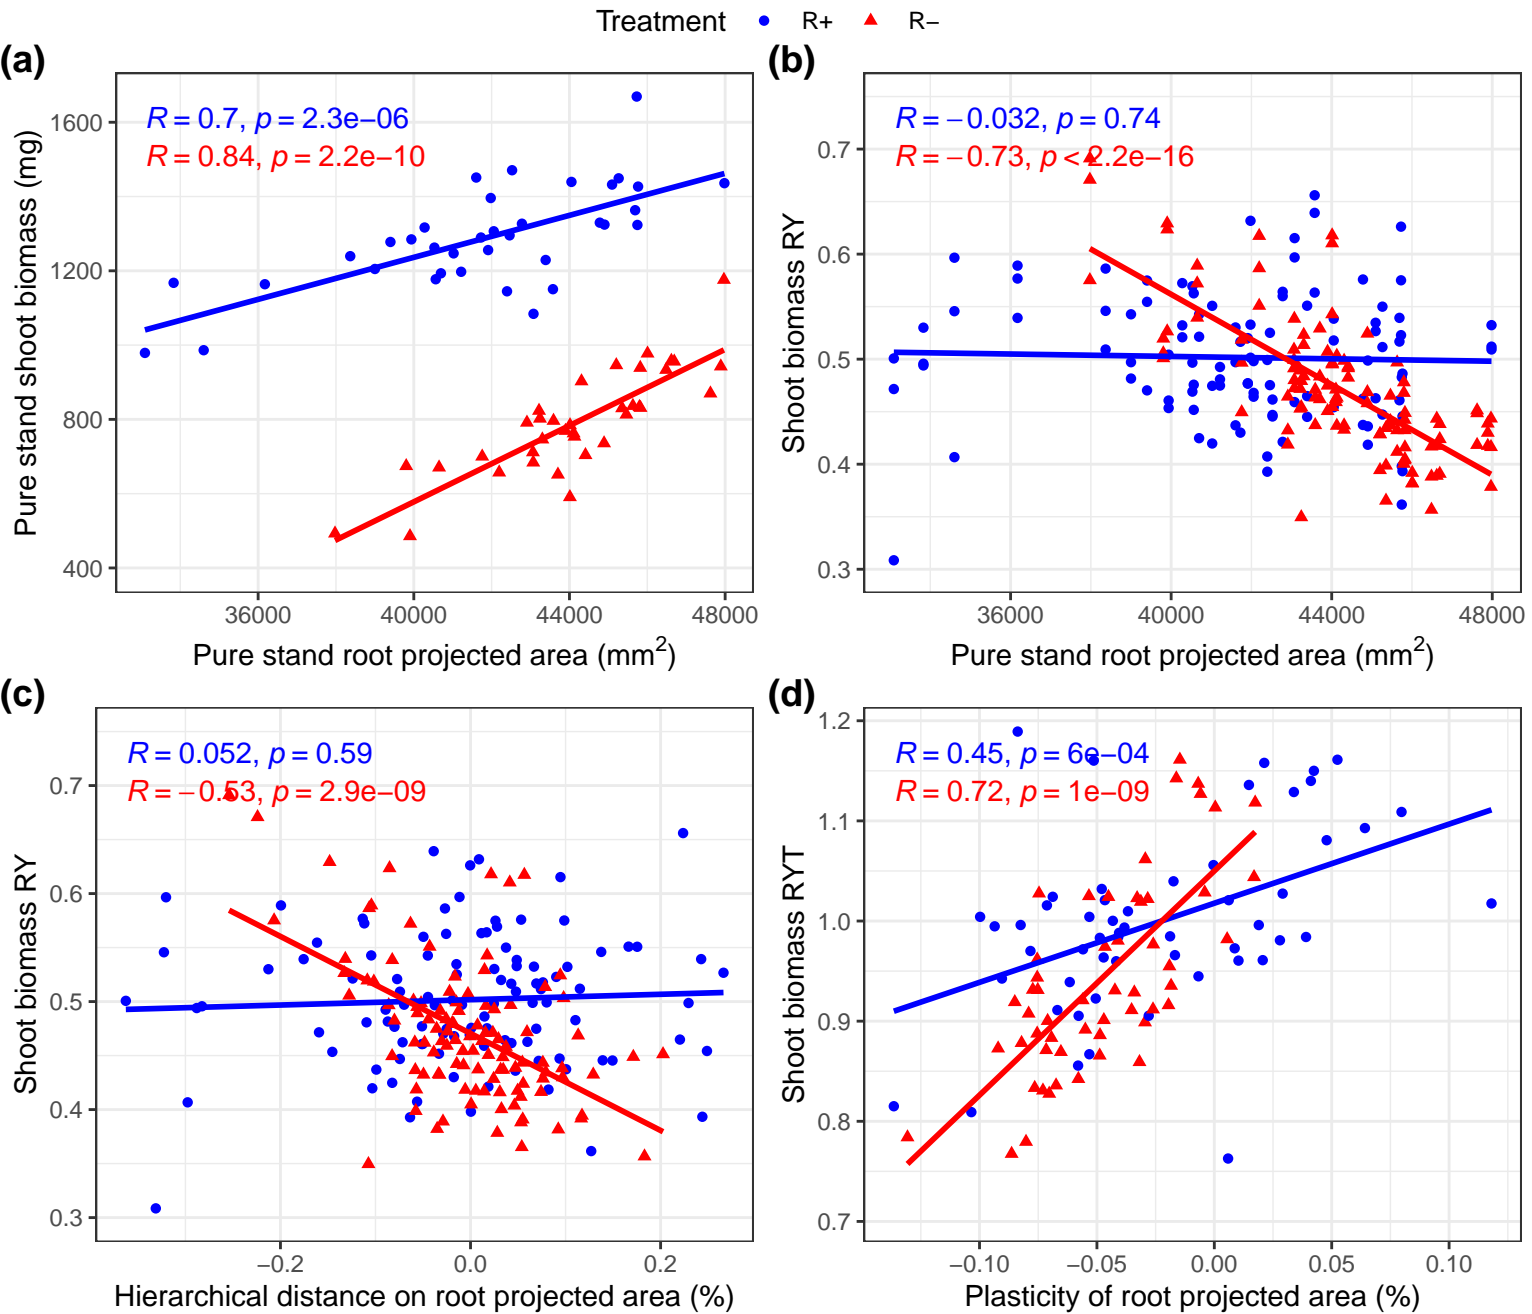 Treatment R+ R−
(a)
R = 0.7, p = 2.3e−06
R = 0.84, p = 2.2e−10
1600
1200
800
400
Pure stand shoot biomass (mg)
36000 40000 44000 48000
Pure stand root projected area (mm²)
(b)
R = −0.032, p = 0.74
R = −0.73, p < 2.2e−16
0.7
0.6
0.5
0.4
0.3
Shoot biomass RY
36000 40000 44000 48000
Pure stand root projected area (mm²)
(c)
R = 0.052, p = 0.59
R = −0.53, p = 2.9e−09
0.7
0.6
0.5
0.4
0.3
Shoot biomass RY
−0.2 0.0 0.2
Hierarchical distance on root projected area (%)
(d)
R = 0.45, p = 6e−04
R = 0.72, p = 1e−09
1.2
1.1
1.0
0.9
0.8
0.7
Shoot biomass RYT
−0.10 −0.05 0.00 0.05 0.10
Plasticity of root projected area (%)